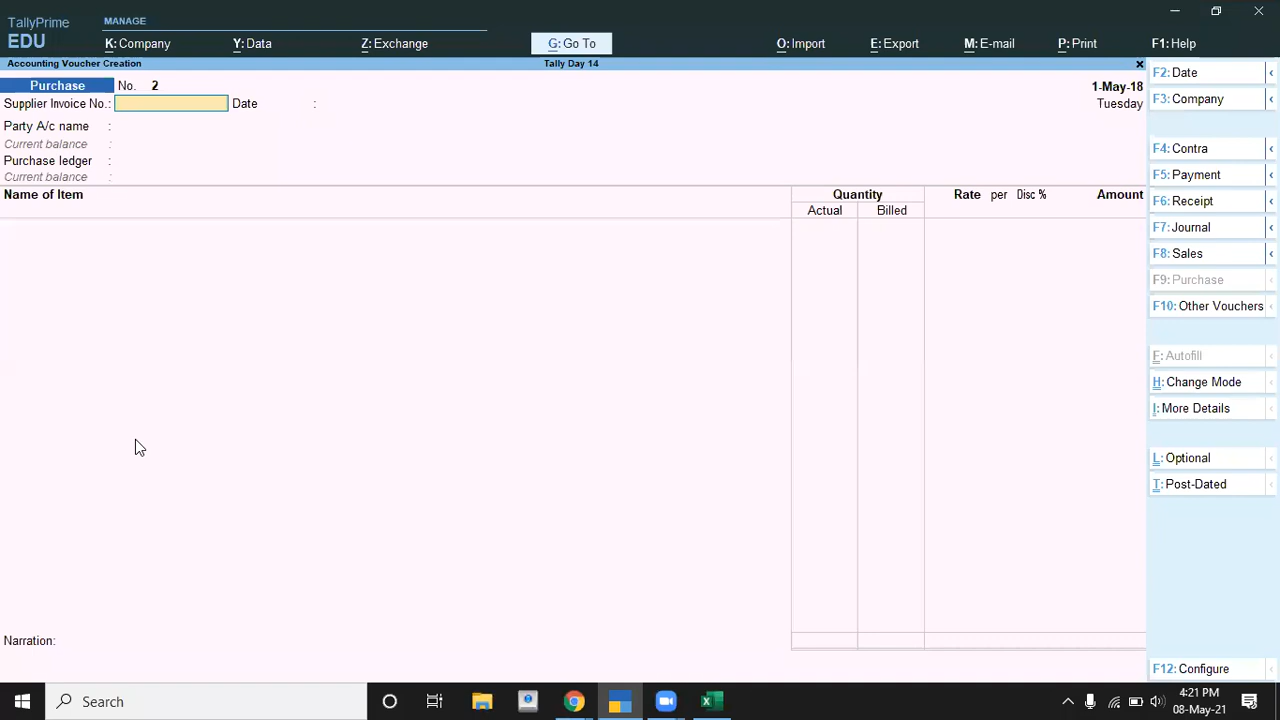 TallyPrime
EDU
MANAGE
K: Company
Y: Data
Z: Exchange
G: Go To
O: Import
E: Export
M: E-mail
P: Print
F1: Help
Accounting Voucher Creation
Tally Day 14
Purchase
No. 2
1-May-18
Supplier Invoice No.:
Date :
Tuesday
Party A/c name :
Current balance :
Purchase ledger :
Current balance :
Name of Item
Quantity
Rate per Disc % Amount
Actual
Billed
Narration:
F2: Date
F3: Company
F4: Contra
F5: Payment
F6: Receipt
F7: Journal
F8: Sales
F9: Purchase
F10: Other Vouchers
F: Autofill
H: Change Mode
I: More Details
L: Optional
T: Post-Dated
F12: Configure
Search
4:21 PM
08-May-21